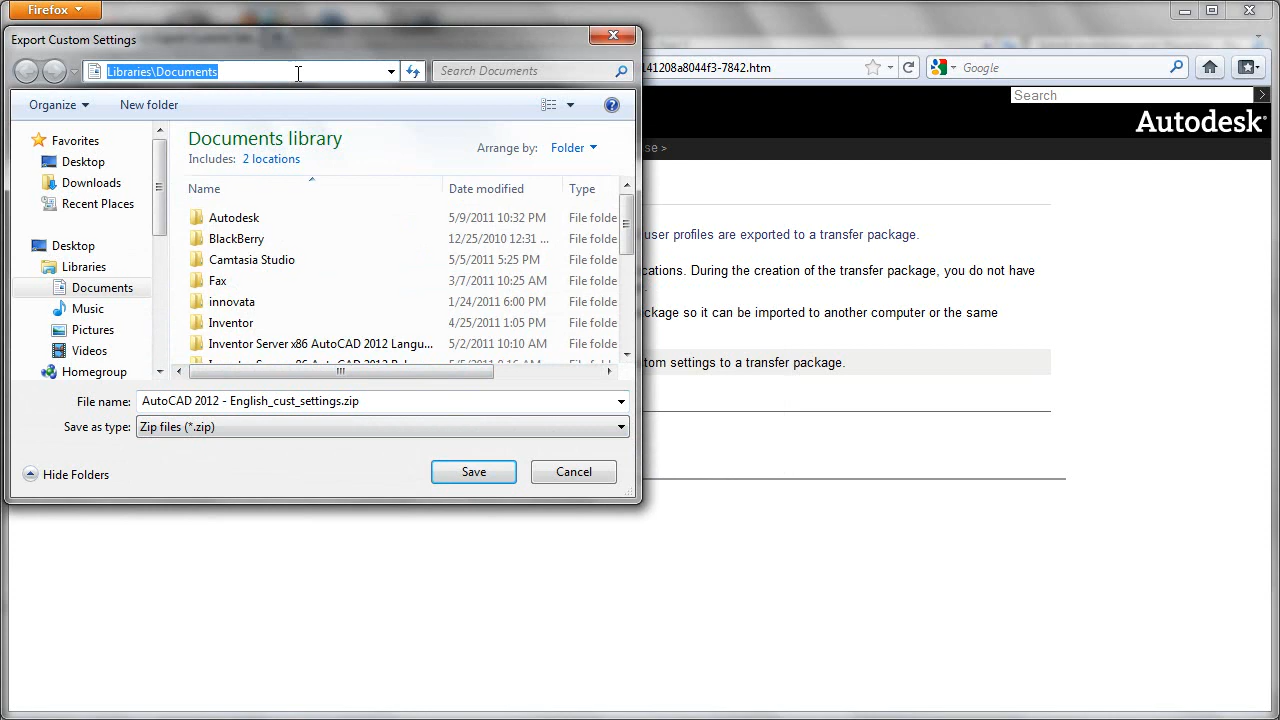 Firefox
Export Custom Settings
Libraries\Documents
Search Documents
141208a8044f3-7842.htm
Google
Organize
New folder
Search
Autodesk
Favorites
Desktop
Downloads
Recent Places
Desktop
Libraries
Documents
Music
Pictures
Videos
Homegroup
Documents library
Includes: 2 locations
Arrange by: Folder
Name Date modified Type
Autodesk 5/9/2011 10:32 PM File folde
BlackBerry 12/25/2010 12:31 ... File folde
Camtasia Studio 5/5/2011 5:25 PM File folde
Fax 3/7/2011 10:25 AM File folde
innovata 1/24/2011 6:00 PM File folde
Inventor 4/25/2011 1:05 PM File folde
Inventor Server x86 AutoCAD 2012 Langu... 5/2/2011 10:10 AM File folde
File name: AutoCAD 2012 - English_cust_settings.zip
Save as type: Zip files (*.zip)
Hide Folders
Save
Cancel
se >
user profiles are exported to a transfer package.
cations. During the creation of the transfer package, you do not have
ckage so it can be imported to another computer or the same
tom settings to a transfer package.